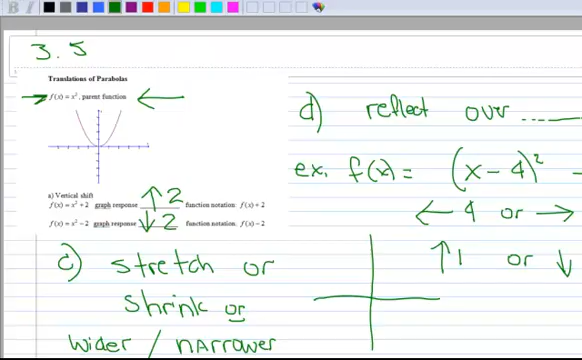 B I
3.5
Translations of Parabolas
f(x) = x², parent function
a) Vertical shift
f(x) = x² + 2 graph response ↑2 function notation: f(x) + 2
f(x) = x² − 2 graph response ↓2 function notation: f(x) − 2
c) stretch or
shrink or
wider / narrower
d) reflect over ......
ex. f(x) = (x − 4)² −
← 4 or →
↑1 or ↓